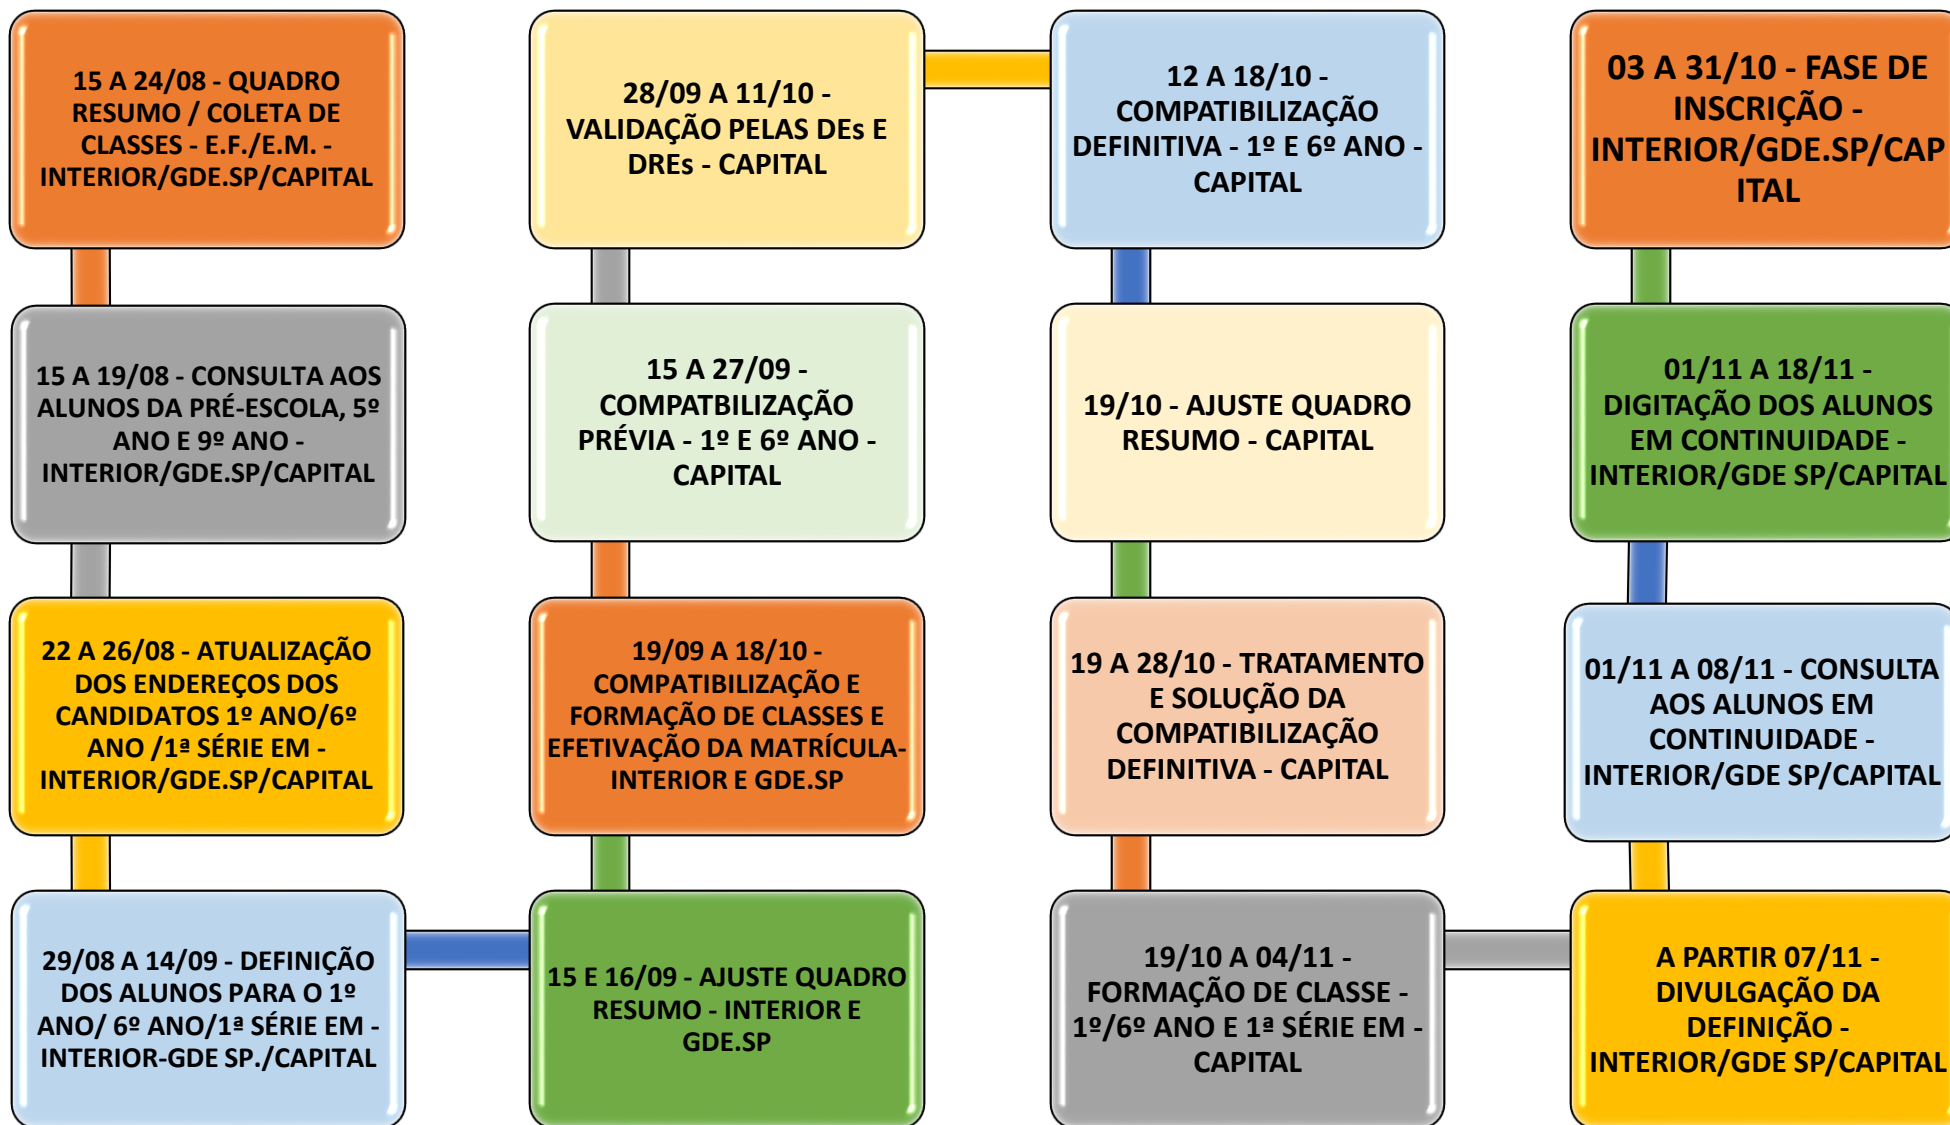 15 A 24/08 - QUADRO
RESUMO / COLETA DE
CLASSES - E.F./E.M. -
INTERIOR/GDE.SP/CAPITAL
15 A 19/08 - CONSULTA AOS
ALUNOS DA PRÉ-ESCOLA, 5º
ANO E 9º ANO -
INTERIOR/GDE.SP/CAPITAL
22 A 26/08 - ATUALIZAÇÃO
DOS ENDEREÇOS DOS
CANDIDATOS 1º ANO/6º
ANO /1ª SÉRIE EM -
INTERIOR/GDE.SP/CAPITAL
29/08 A 14/09 - DEFINIÇÃO
DOS ALUNOS PARA O 1º
ANO/ 6º ANO/1ª SÉRIE EM -
INTERIOR-GDE SP./CAPITAL
15 E 16/09 - AJUSTE QUADRO
RESUMO - INTERIOR E
GDE.SP
19/09 A 18/10 -
COMPATIBILIZAÇÃO E
FORMAÇÃO DE CLASSES E
EFETIVAÇÃO DA MATRÍCULA-
INTERIOR E GDE.SP
15 A 27/09 -
COMPATBILIZAÇÃO
PRÉVIA - 1º E 6º ANO -
CAPITAL
28/09 A 11/10 -
VALIDAÇÃO PELAS DEs E
DREs - CAPITAL
12 A 18/10 -
COMPATIBILIZAÇÃO
DEFINITIVA - 1º E 6º ANO -
CAPITAL
19/10 - AJUSTE QUADRO
RESUMO - CAPITAL
19 A 28/10 - TRATAMENTO
E SOLUÇÃO DA
COMPATIBILIZAÇÃO
DEFINITIVA - CAPITAL
19/10 A 04/11 -
FORMAÇÃO DE CLASSE -
1º/6º ANO E 1ª SÉRIE EM -
CAPITAL
A PARTIR 07/11 -
DIVULGAÇÃO DA
DEFINIÇÃO -
INTERIOR/GDE SP/CAPITAL
01/11 A 08/11 - CONSULTA
AOS ALUNOS EM
CONTINUIDADE -
INTERIOR/GDE SP/CAPITAL
01/11 A 18/11 -
DIGITAÇÃO DOS ALUNOS
EM CONTINUIDADE -
INTERIOR/GDE SP/CAPITAL
03 A 31/10 - FASE DE
INSCRIÇÃO -
INTERIOR/GDE.SP/CAP
ITAL